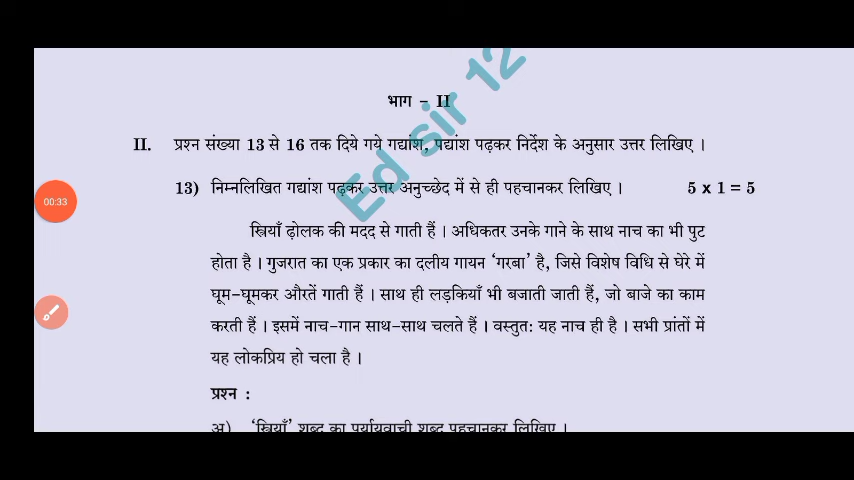 भाग – II
II. प्रश्न संख्या 13 से 16 तक दिये गये गद्यांश, पद्यांश पढ़कर निर्देश के अनुसार उत्तर लिखिए ।
13) निम्नलिखित गद्यांश पढ़कर उत्तर अनुच्छेद में से ही पहचानकर लिखिए । 5 x 1 = 5
स्त्रियाँ ढ़ोलक की मदद से गाती हैं । अधिकतर उनके गाने के साथ नाच का भी पुट
होता है । गुजरात का एक प्रकार का दलीय गायन ‘गरबा’ है, जिसे विशेष विधि से घेरे में
घूम-घूमकर औरतें गाती हैं । साथ ही लड़कियाँ भी बजाती जाती हैं, जो बाजे का काम
करती हैं । इसमें नाच-गान साथ-साथ चलते हैं । वस्तुत: यह नाच ही है । सभी प्रांतों में
यह लोकप्रिय हो चला है ।
प्रश्न :
अ) ‘स्त्रियाँ’ शब्द का पर्यायवाची शब्द पहचानकर लिखिए ।
Ed sir 12
00:33